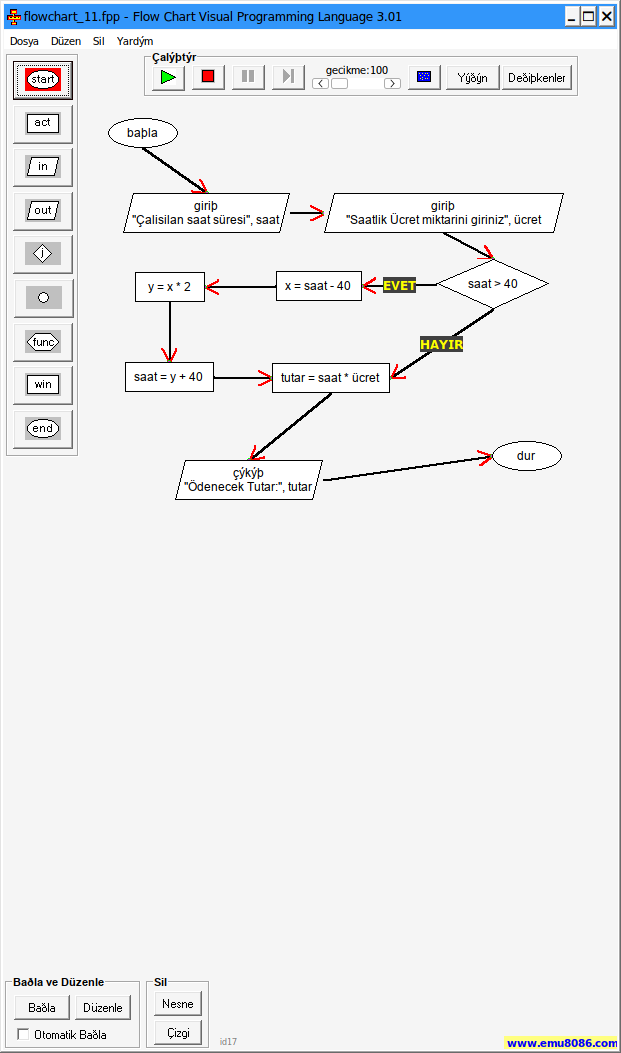 flowchart_11.fpp - Flow Chart Visual Programming Language 3.01
Dosya Düzen Sil Yardým
Çalýþtýr
gecikme:100
Yýðýn
Deðiþkenler
start
act
in
out
i
func
win
end
baþla
giriþ
"Çalisilan saat süresi", saat
giriþ
"Saatlik Ücret miktarini giriniz", ücret
saat > 40
EVET
x = saat - 40
y = x * 2
HAYIR
saat = y + 40
tutar = saat * ücret
çýkýþ
"Ödenecek Tutar:", tutar
dur
Baðla ve Düzenle
Baðla
Düzenle
Otomatik Baðla
Sil
Nesne
Çizgi
id17
www.emu8086.com